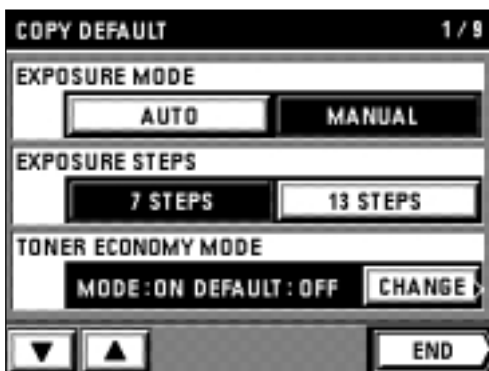 COPY DEFAULT 1/9
EXPOSURE MODE
AUTO MANUAL
EXPOSURE STEPS
7 STEPS 13 STEPS
TONER ECONOMY MODE
MODE:ON DEFAULT:OFF CHANGE
END